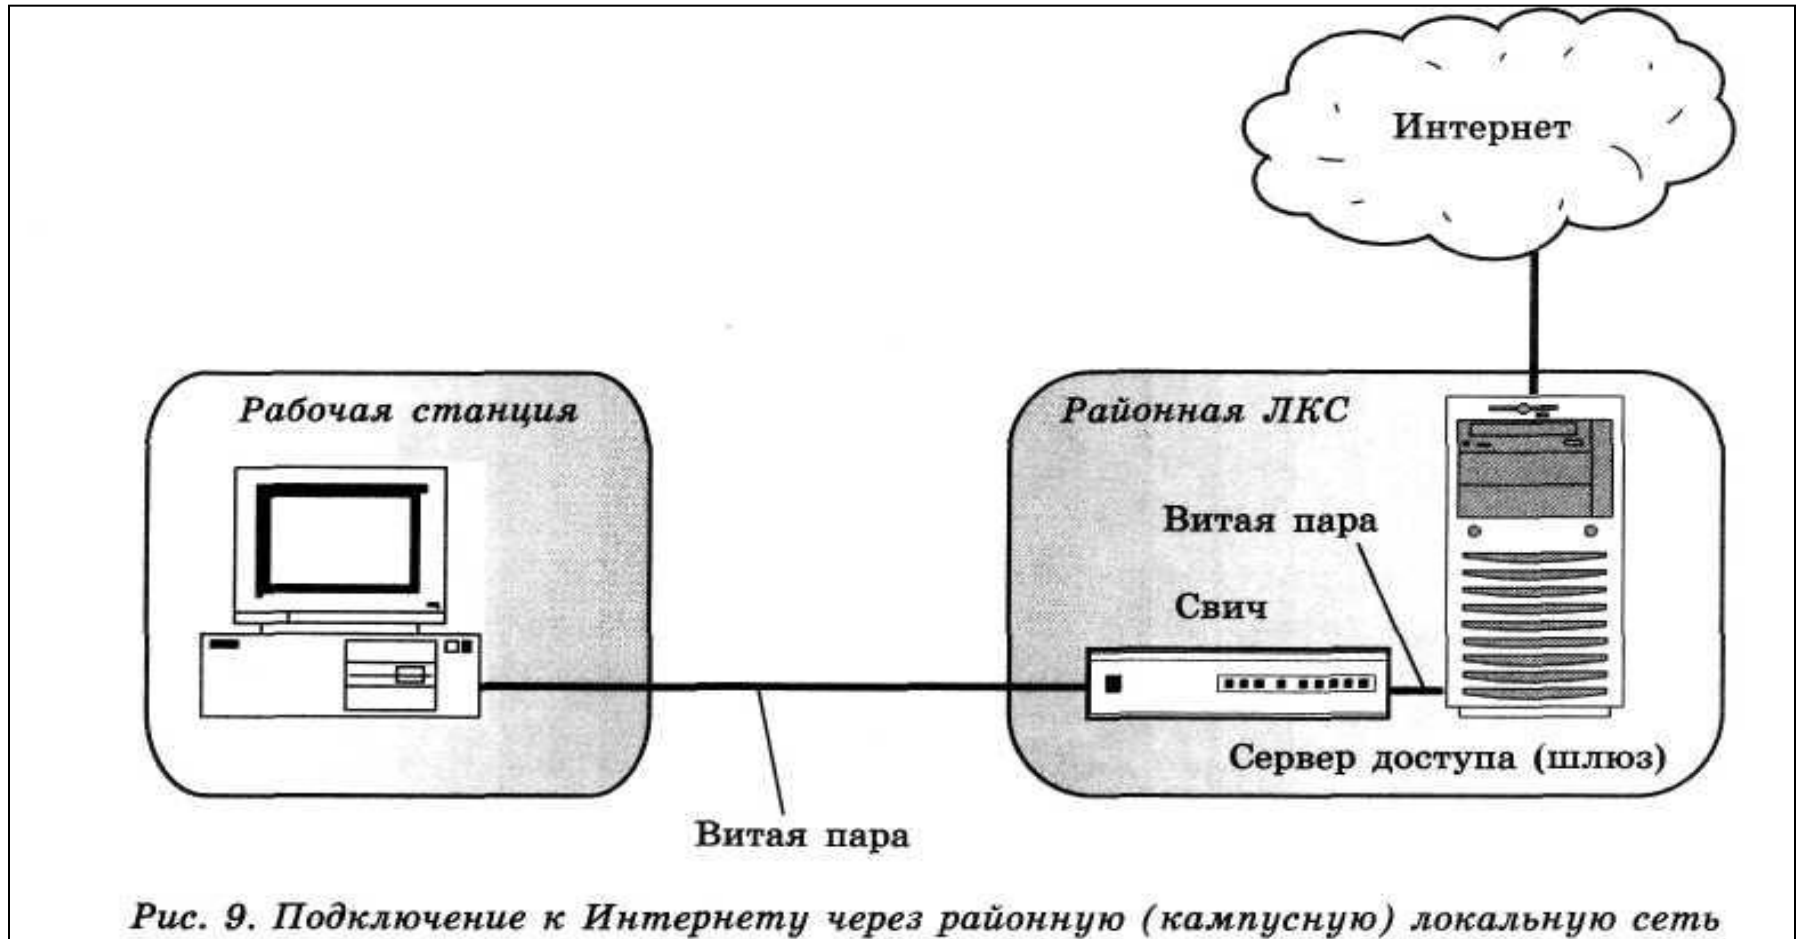 Интернет
Рабочая станция
Районная ЛКС
Витая пара
Свич
Сервер доступа (шлюз)
Витая пара
Рис. 9. Подключение к Интернету через районную (кампусную) локальную сеть